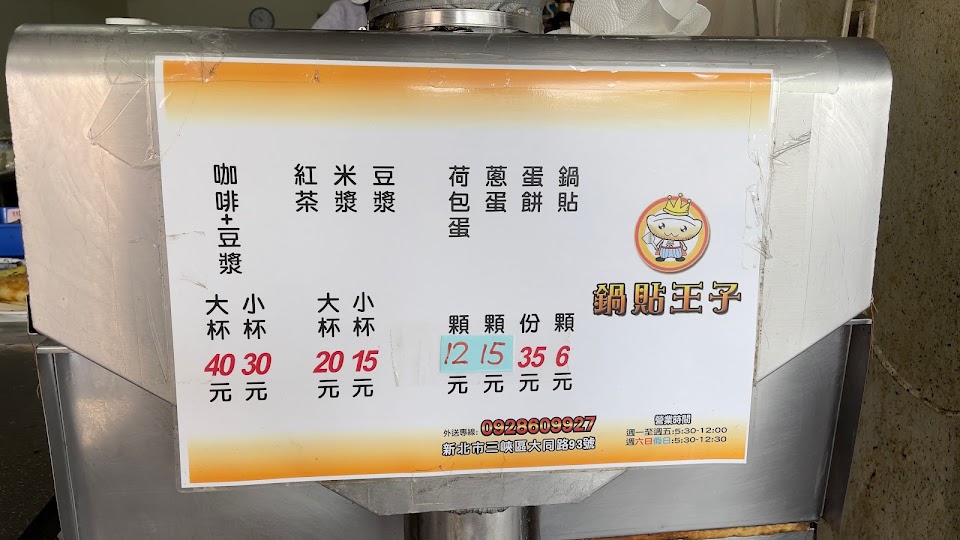 鍋貼王子
鍋貼
顆
6
元
蛋餅
份
35
元
蔥蛋
顆
15
元
荷包蛋
顆
12
元
豆漿
米漿
紅茶
小杯
15
元
大杯
20
元
咖啡+豆漿
小杯
30
元
大杯
40
元
外送專線: 0928609927
新北市三峽區大同路93號
營業時間
週一至週五:5:30-12:00
週六日假日:5:30-12:30